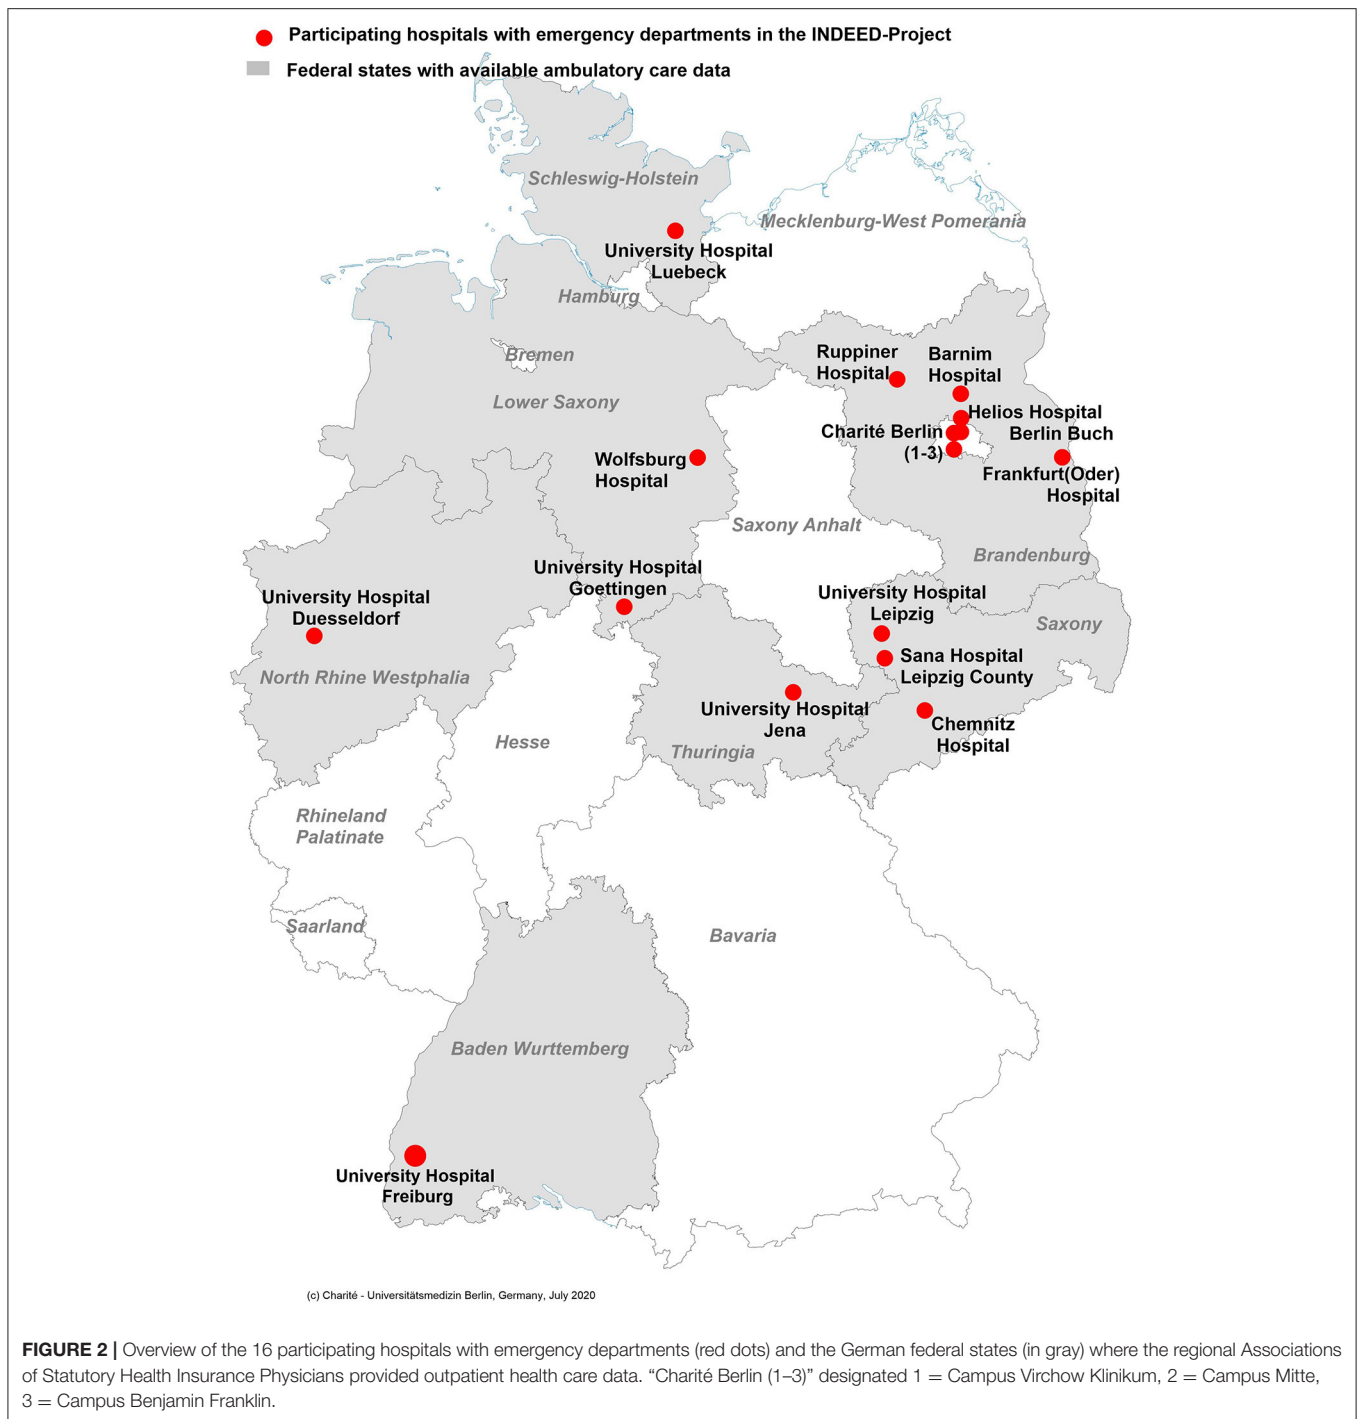 Participating hospitals with emergency departments in the INDEED-Project
Federal states with available ambulatory care data
Schleswig-Holstein
Mecklenburg-West Pomerania
University Hospital
Luebeck
Hamburg
Bremen
Ruppiner
Hospital
Barnim
Hospital
Lower Saxony
Helios Hospital
Berlin Buch
Charité Berlin
(1-3)
Wolfsburg
Hospital
Frankfurt(Oder)
Hospital
Saxony Anhalt
Brandenburg
University Hospital
Goettingen
University Hospital
Duesseldorf
University Hospital
Leipzig
Saxony
Sana Hospital
Leipzig County
North Rhine Westphalia
University Hospital
Jena
Chemnitz
Hospital
Hesse
Thuringia
Rhineland
Palatinate
Saarland
Bavaria
Baden Wurttemberg
University Hospital
Freiburg
(c) Charité - Universitätsmedizin Berlin, Germany, July 2020
FIGURE 2 | Overview of the 16 participating hospitals with emergency departments (red dots) and the German federal states (in gray) where the regional Associations
of Statutory Health Insurance Physicians provided outpatient health care data. “Charité Berlin (1–3)” designated 1 = Campus Virchow Klinikum, 2 = Campus Mitte,
3 = Campus Benjamin Franklin.